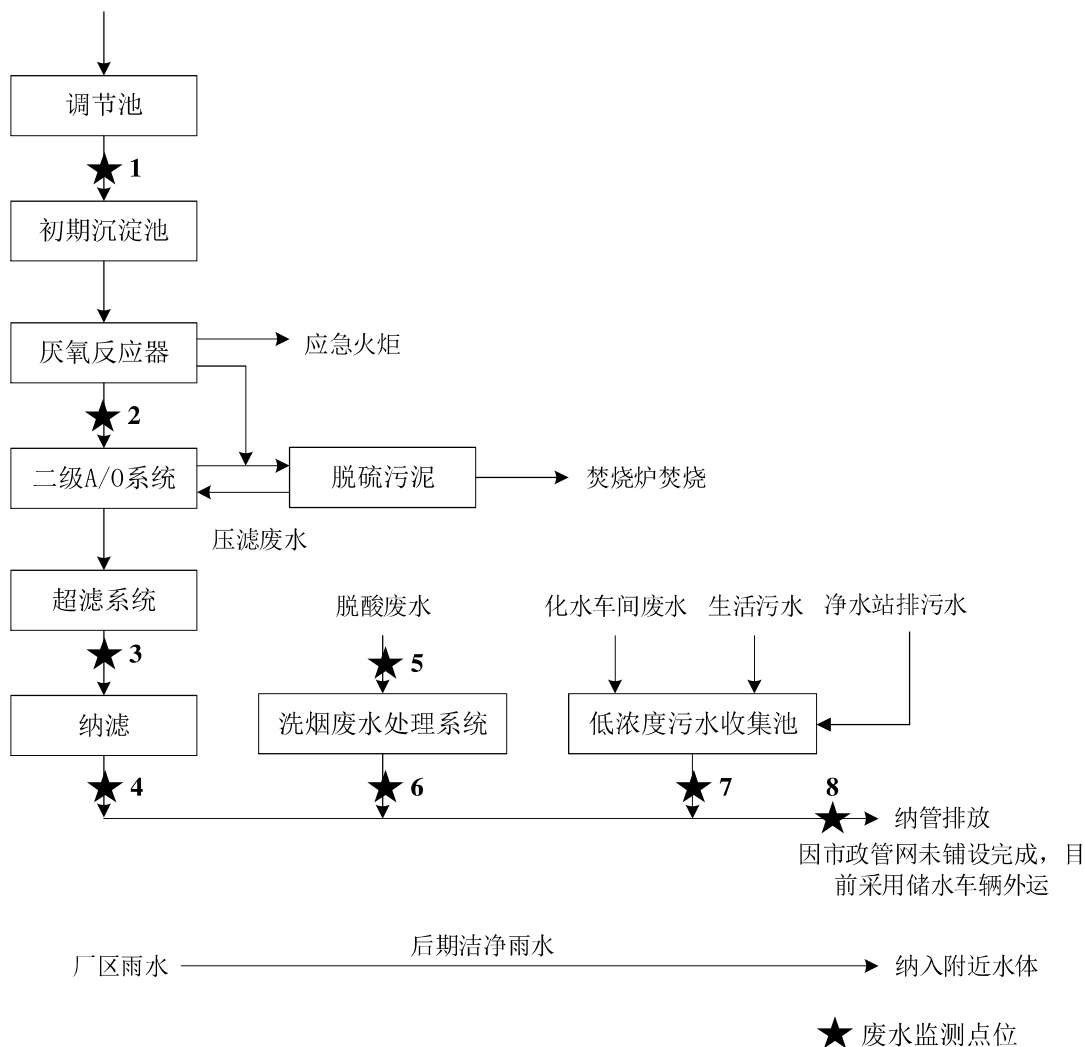 调节池
1
初期沉淀池
厌氧反应器
应急火炬
2
二级A/O系统
脱硫污泥
焚烧炉焚烧
压滤废水
超滤系统
脱酸废水
化水车间废水
生活污水
净水站排污水
3
5
纳滤
洗烟废水处理系统
低浓度污水收集池
4
6
7
8
纳管排放
因市政管网未铺设完成，目
前采用储水车辆外运
后期洁净雨水
厂区雨水
纳入附近水体
废水监测点位